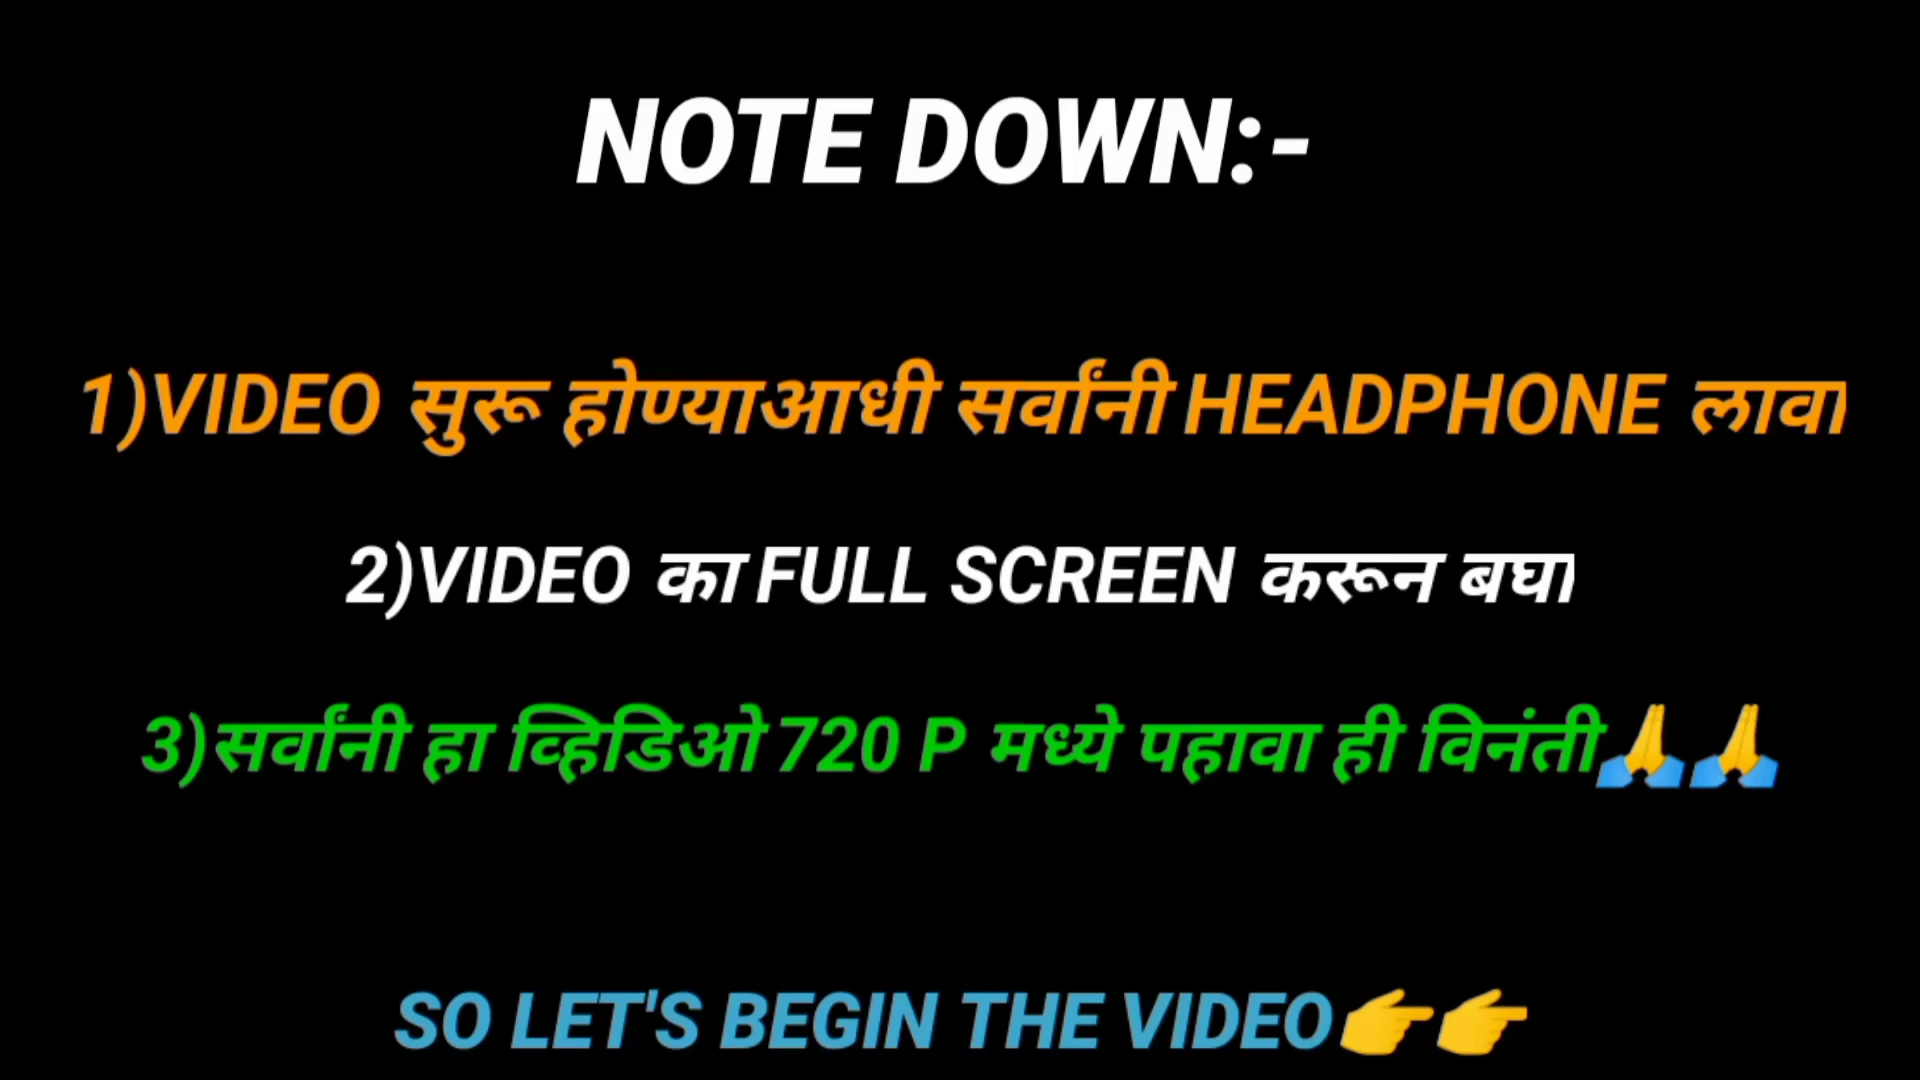 NOTE DOWN:-
1)VIDEO सुरू होण्याआधी सर्वांनी HEADPHONE लावा
2)VIDEO का FULL SCREEN करून बघा
3)सर्वांनी हा व्हिडिओ 720 P मध्ये पहावा ही विनंती🙏🙏
SO LET'S BEGIN THE VIDEO👉👉